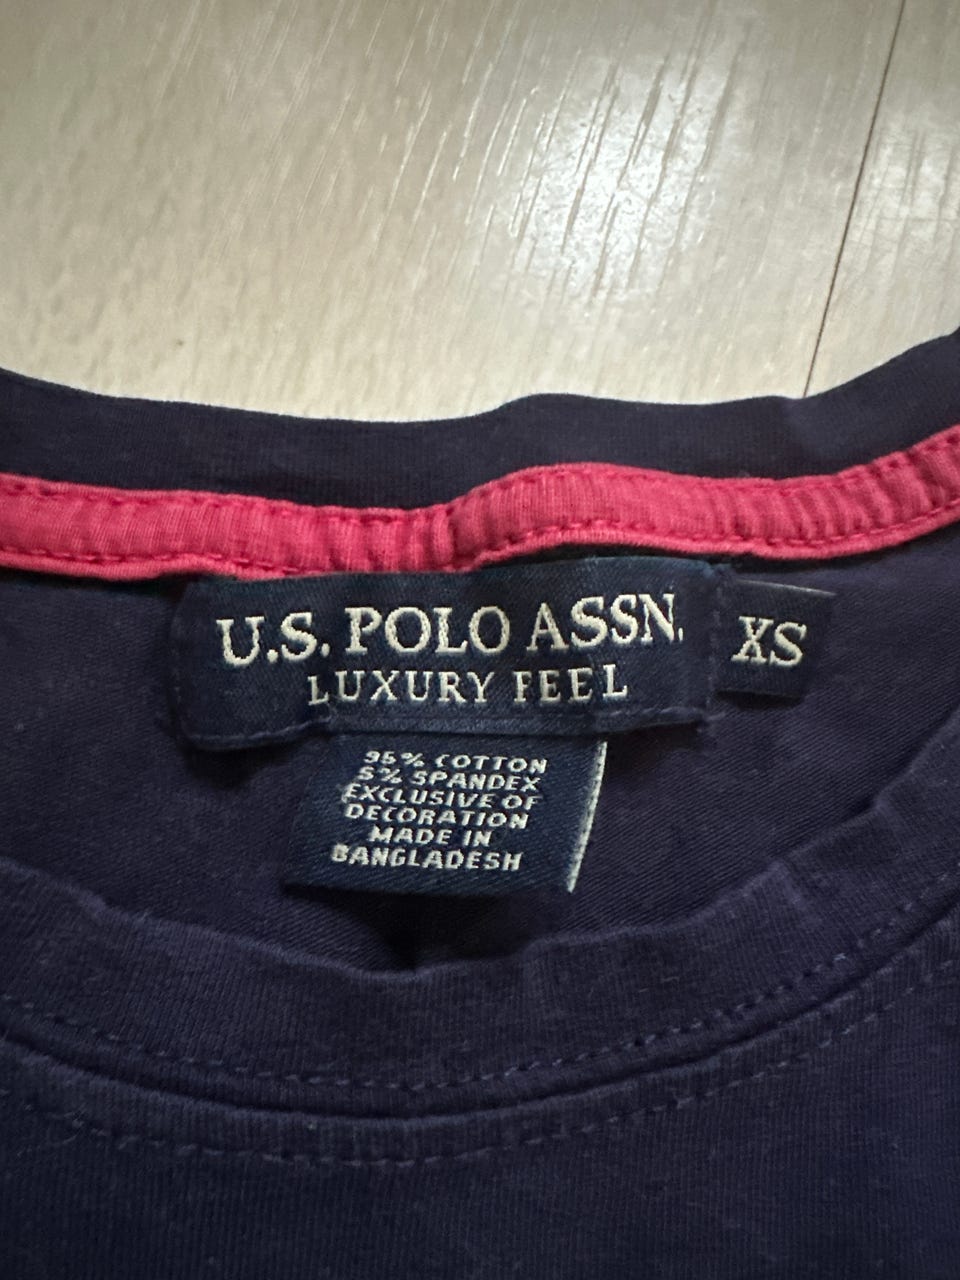 U.S. POLO ASSN.
LUXURY FEEL
XS
95% COTTON
5% SPANDEX
EXCLUSIVE OF
DECORATION
MADE IN
BANGLADESH